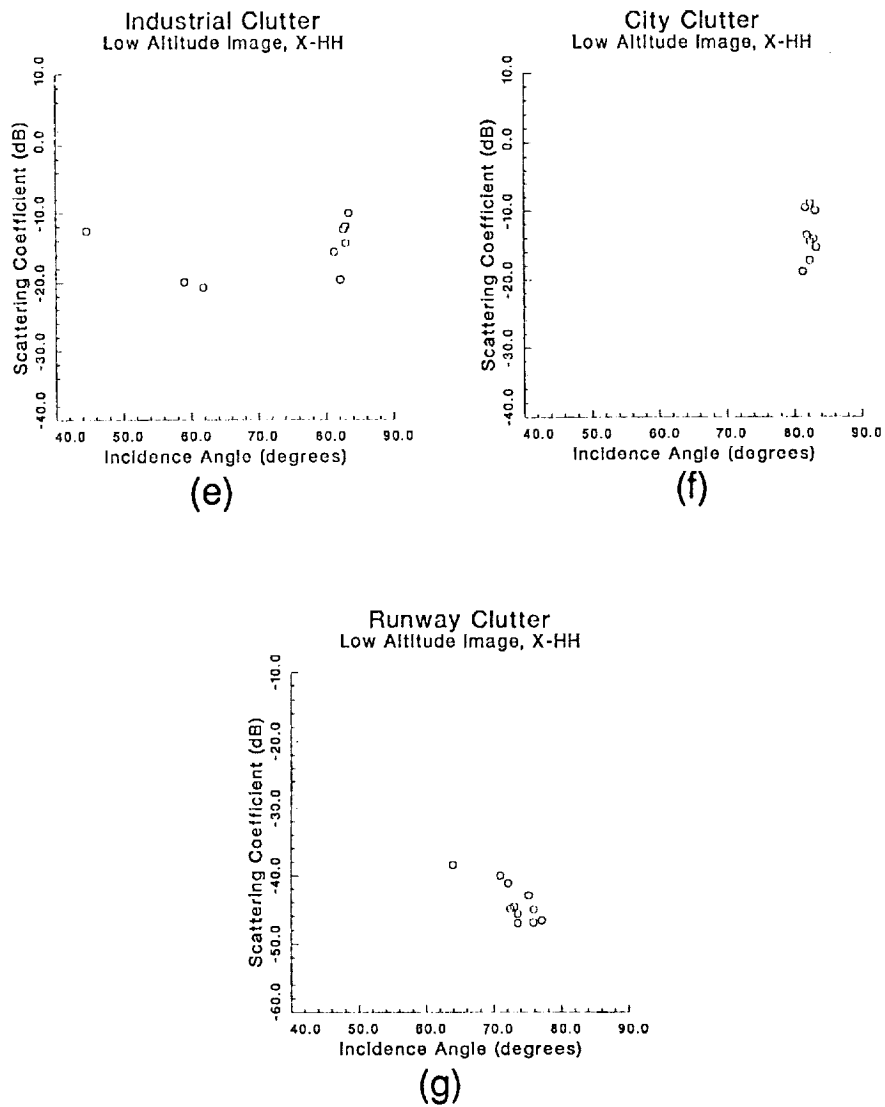 Industrial Clutter
Low Altitude Image, X-HH
Scattering Coefficient (dB)
10.0
0.0
-10.0
-20.0
-30.0
-40.0
40.0 50.0 60.0 70.0 80.0 90.0
Incidence Angle (degrees)
(e)
City Clutter
Low Altitude Image, X-HH
Scattering Coefficient (dB)
10.0
0.0
-10.0
-20.0
-30.0
-40.0
40.0 50.0 60.0 70.0 80.0 90.0
Incidence Angle (degrees)
(f)
Runway Clutter
Low Altitude Image, X-HH
Scattering Coefficient (dB)
-10.0
-20.0
-30.0
-40.0
-50.0
-60.0
40.0 50.0 60.0 70.0 80.0 90.0
Incidence Angle (degrees)
(g)